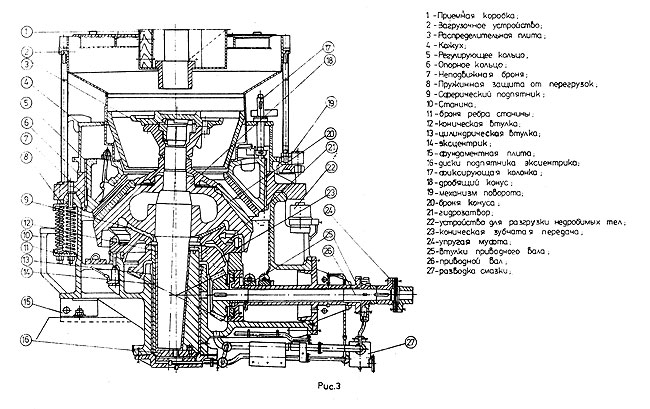 1 - Приемная коробка;
2 - Загрузочное устройство;
3 - Распределительная плита;
4 - Кожух;
5 - Регулирующее кольцо;
6 - Опорное кольцо;
7 - Неподвижная броня;
8 - Пружинная защита от перегрузок;
9 - Сферический подпятник;
10 - Станина;
11 - броня ребра станины;
12 - коническая втулка;
13 - цилиндрическая втулка;
14 - эксцентрик;
15 - фундаментная плита;
16 - диски подпятника эксцентрика;
17 - фиксирующая колонка;
18 - дробящий конус;
19 - механизм поворота;
20 - броня конуса;
21 - гидрозатвор;
22 - устройство для разгрузки недробимых тел;
23 - коническая зубчатая передача;
24 - упругая муфта;
25 - втулки приводного вала;
26 - приводной вал;
27 - разводка смазки;
1
2
3
4
5
6
7
8
9
12
10
11
13
14
15
16
17
18
19
20
21
22
23
24
25
26
27
Рис.3